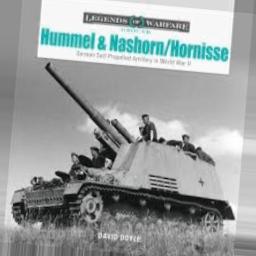 LEGENDS OF WARFARE
Hummel & Nashorn/Hornisse
German Self-Propelled Artillery in World War II
DAVID DOYLE